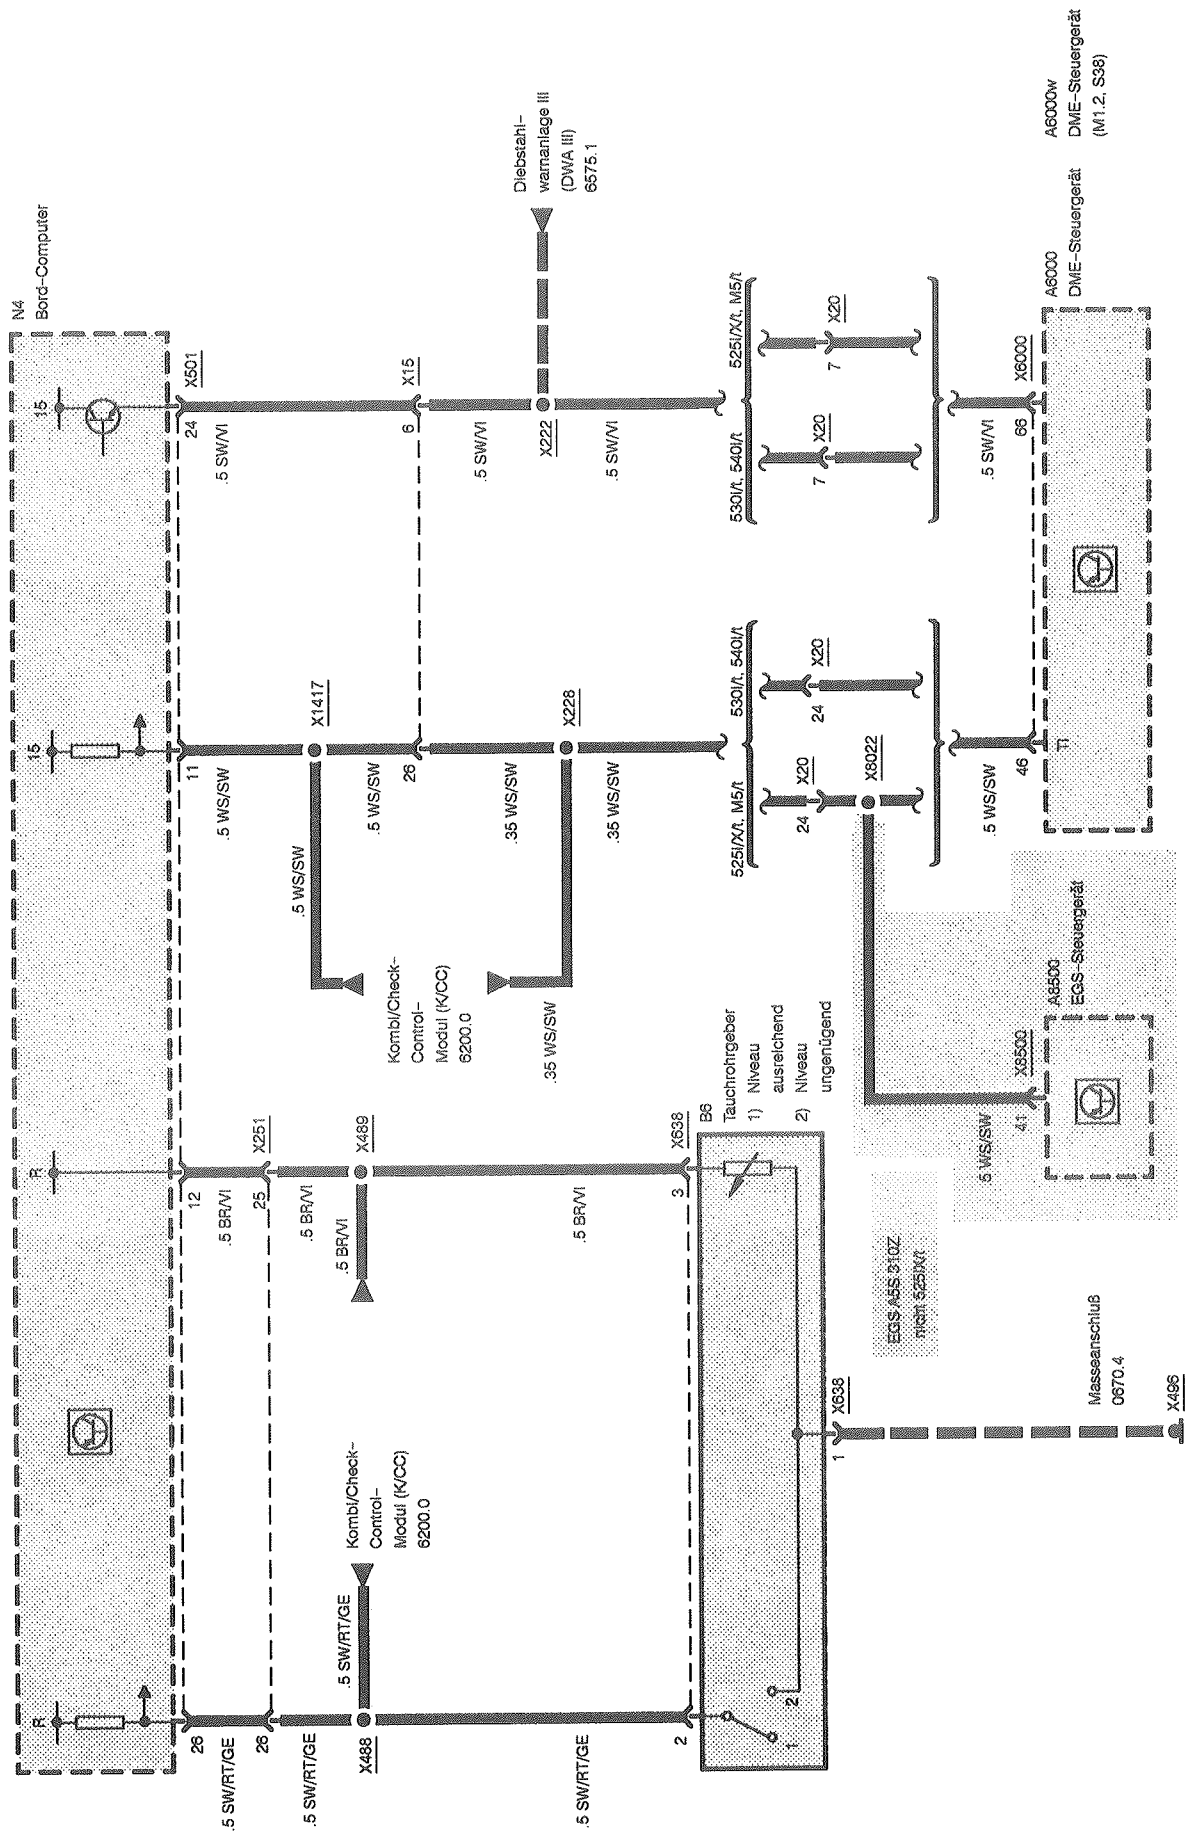 N4
Bord-Computer
R
R
15
15
26
12
11
24
X501
.5 SW/RT/GE
.5 BR/VI
.5 WS/SW
.5 SW/VI
26
25
X251
.5 SW/RT/GE
.5 BR/VI
X1417
X488
.5 SW/RT/GE
Kombi/Check-
Control-
Modul (K/CC)
6200.0
.5 BR/VI
X489
.5 WS/SW
.5 WS/SW
Kombi/Check-
Control-
Modul (K/CC)
6200.0
26
6
X15
.35 WS/SW
.5 SW/VI
X228
X222
Diebstahl-
warnanlage III
(DWA III)
6575.1
.35 WS/SW
.5 SW/RT/GE
.5 BR/VI
.35 WS/SW
.5 SW/VI
2
3
X638
B6
Tauchrohrgeber
1) Niveau
ausreichend
2) Niveau
ungenügend
1
2
525i/X/t, M5/t
530i/t, 540i/t
530i/t, 540i/t
525i/X/t, M5/t
24
X20
24
X20
7
X20
7
X20
X8022
1
X638
EGS A5S 310Z
nicht 525iX/t
.5 WS/SW
41
X8500
.5 WS/SW
46
.5 SW/VI
66
X6000
A8500
EGS-Steuergerät
TI
A6000
DME-Steuergerät
A6000w
DME-Steuergerät
(M1.2, S38)
Masseanschluß
0670.4
X496